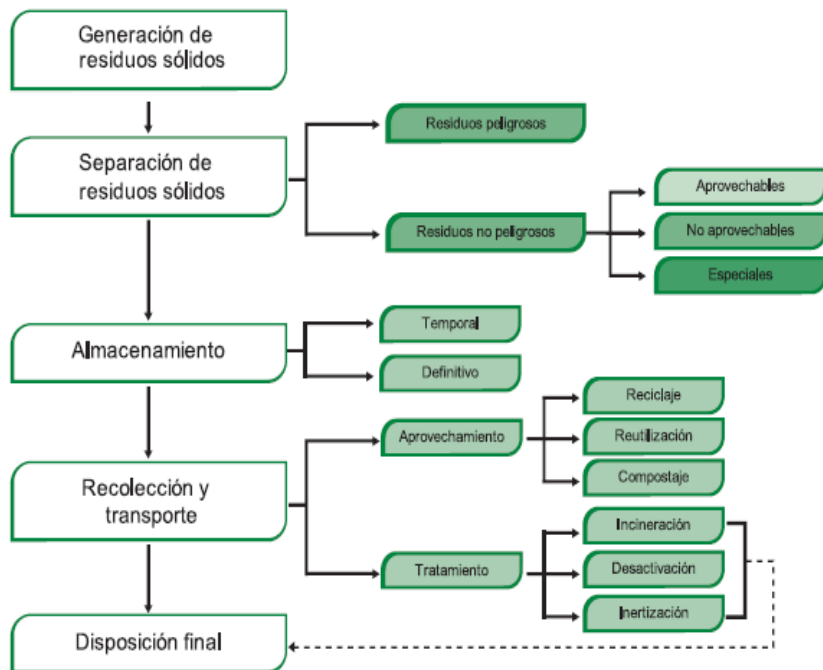 Generación de
residuos sólidos
Separación de
residuos sólidos
Residuos peligrosos
Residuos no peligrosos
Aprovechables
No aprovechables
Especiales
Almacenamiento
Temporal
Definitivo
Recolección y
transporte
Aprovechamiento
Reciclaje
Reutilización
Compostaje
Tratamiento
Incineración
Desactivación
Inertización
Disposición final